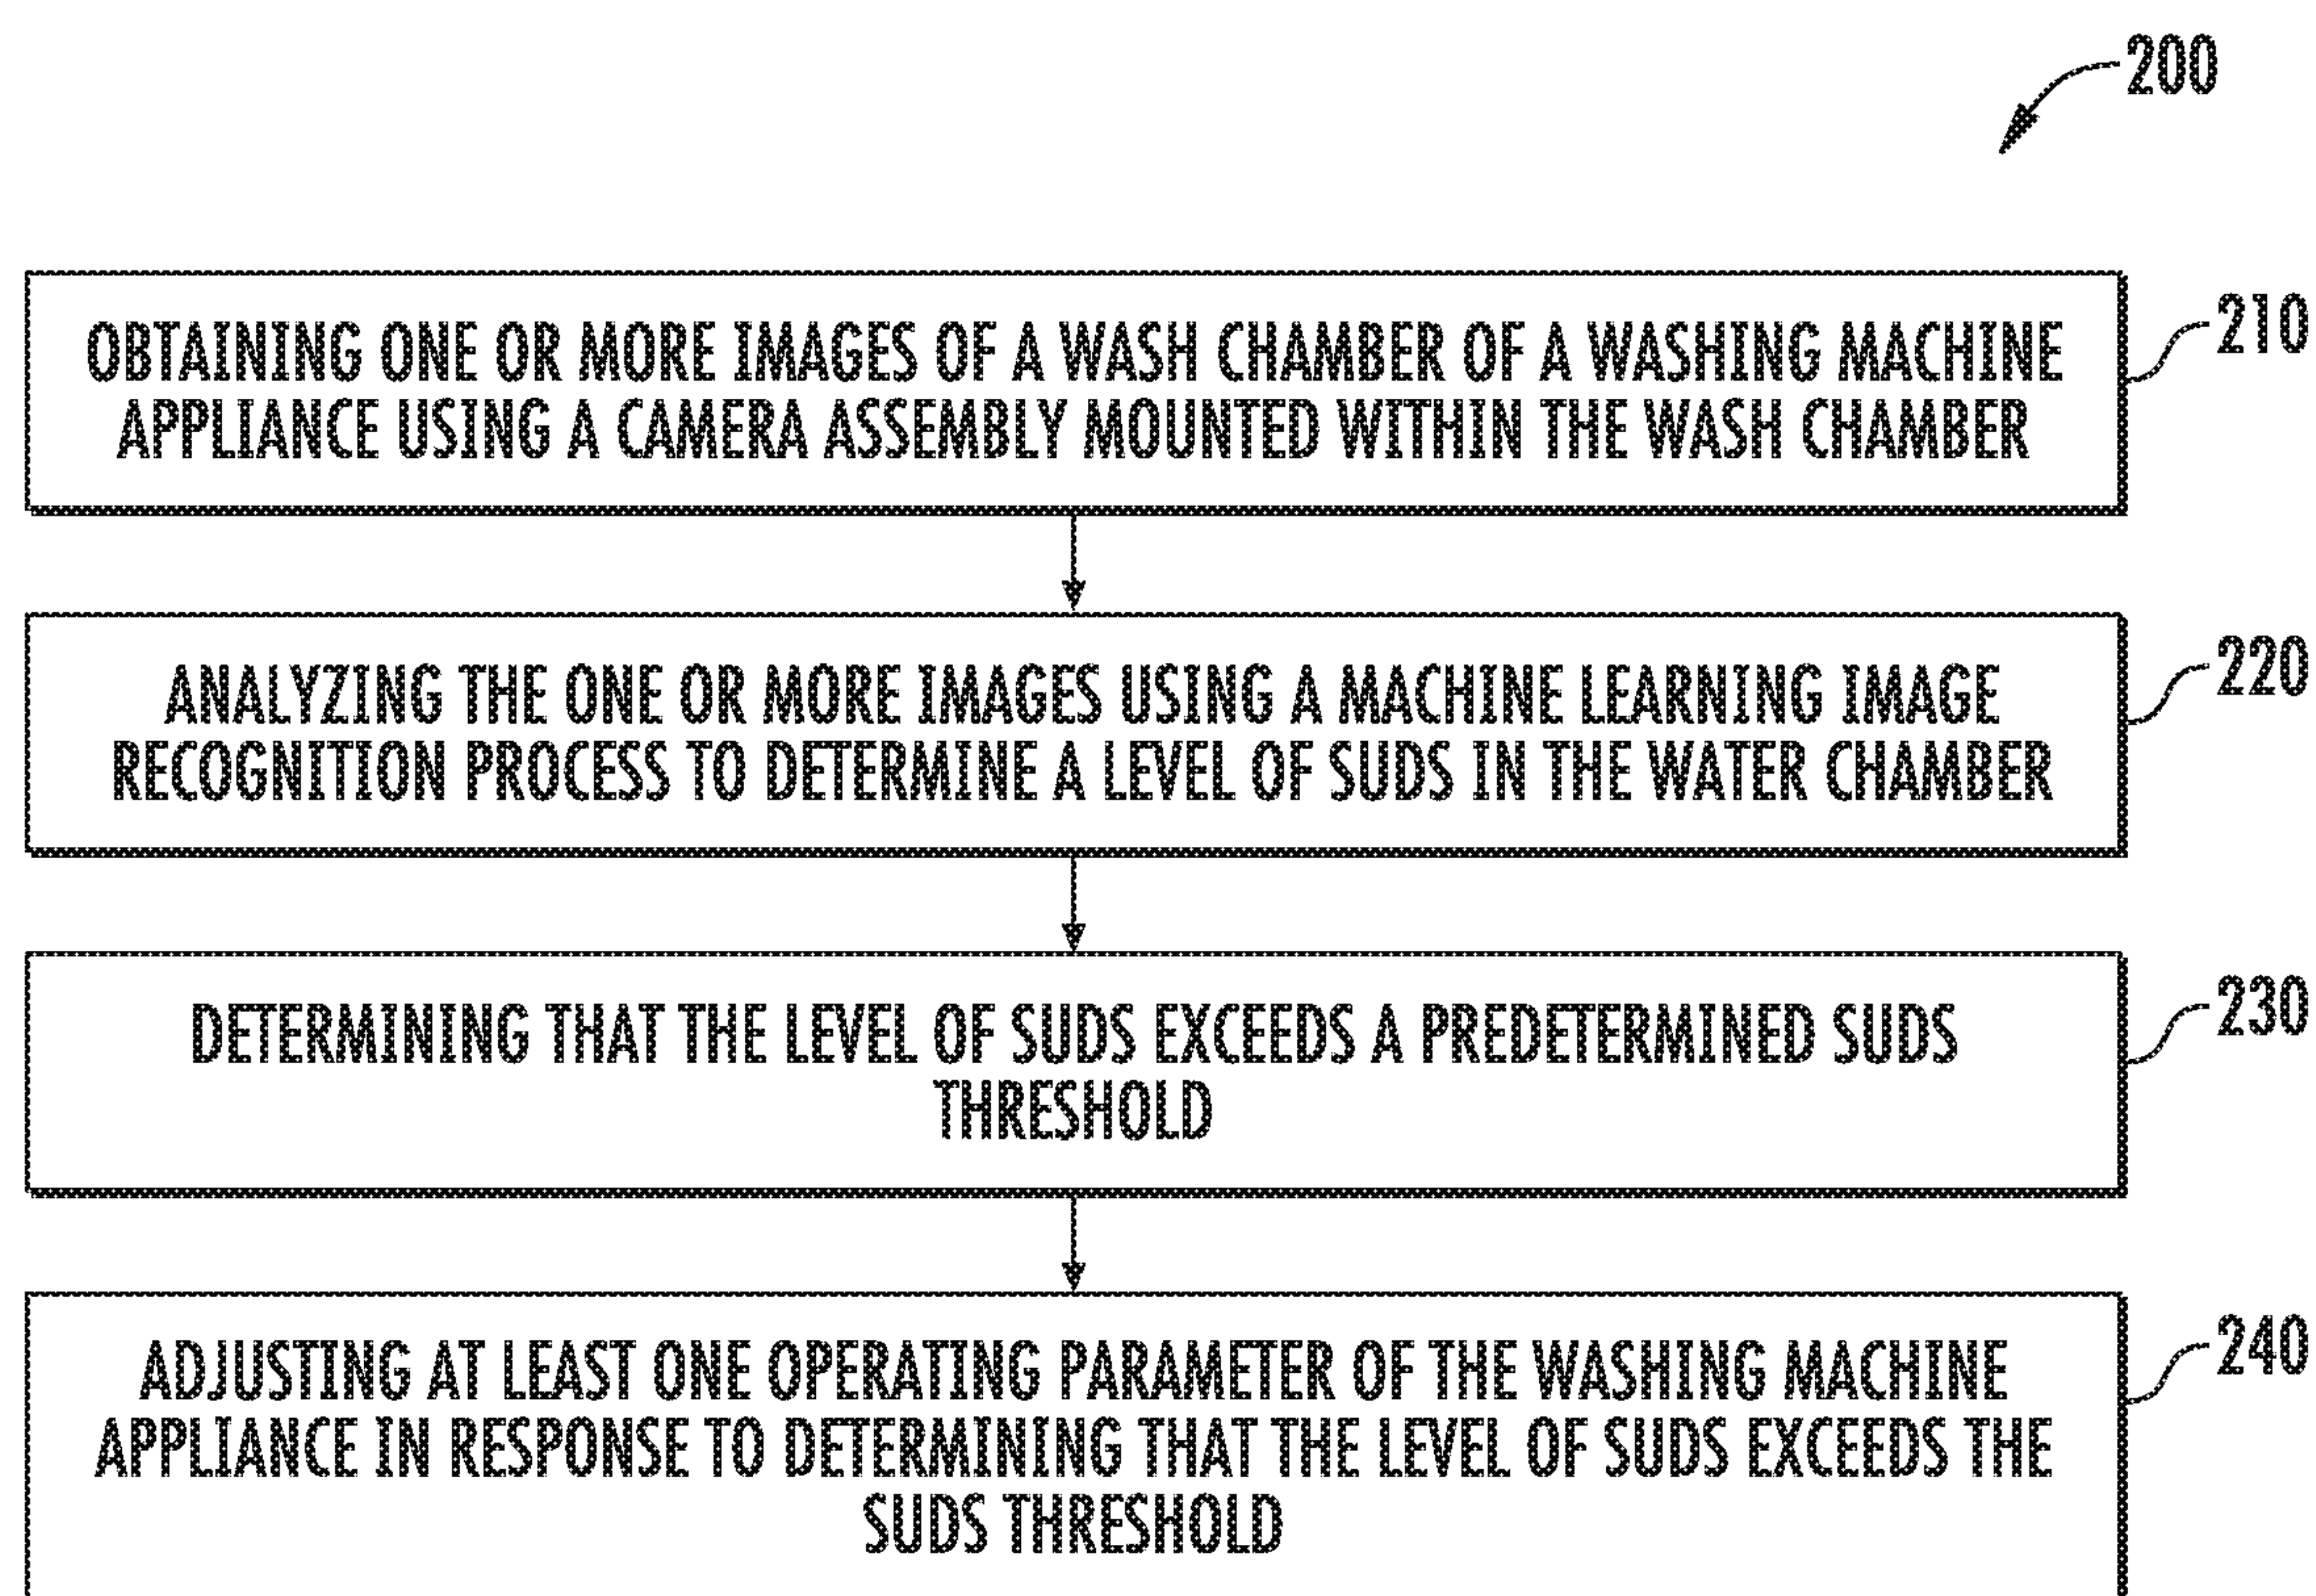 200
OBTAINING ONE OR MORE IMAGES OF A WASH CHAMBER OF A WASHING MACHINE
APPLIANCE USING A CAMERA ASSEMBLY MOUNTED WITHIN THE WASH CHAMBER
210
ANALYZING THE ONE OR MORE IMAGES USING A MACHINE LEARNING IMAGE
RECOGNITION PROCESS TO DETERMINE A LEVEL OF SUDS IN THE WATER CHAMBER
220
DETERMINING THAT THE LEVEL OF SUDS EXCEEDS A PREDETERMINED SUDS
THRESHOLD
230
ADJUSTING AT LEAST ONE OPERATING PARAMETER OF THE WASHING MACHINE
APPLIANCE IN RESPONSE TO DETERMINING THAT THE LEVEL OF SUDS EXCEEDS THE
SUDS THRESHOLD
240